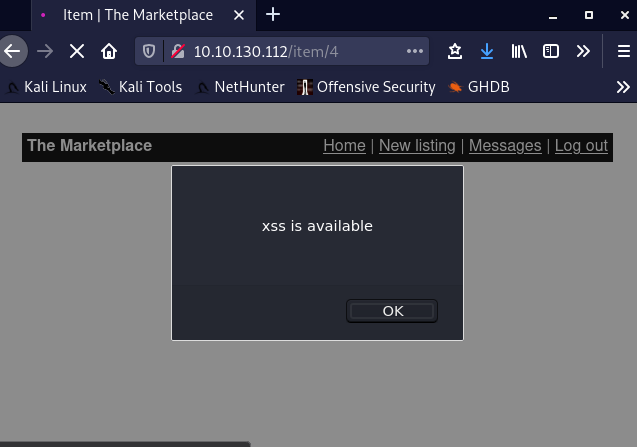 Item | The Marketplace
10.10.130.112/item/4
Kali Linux Kali Tools NetHunter Offensive Security GHDB
The Marketplace Home | New listing | Messages | Log out
xss is available
OK